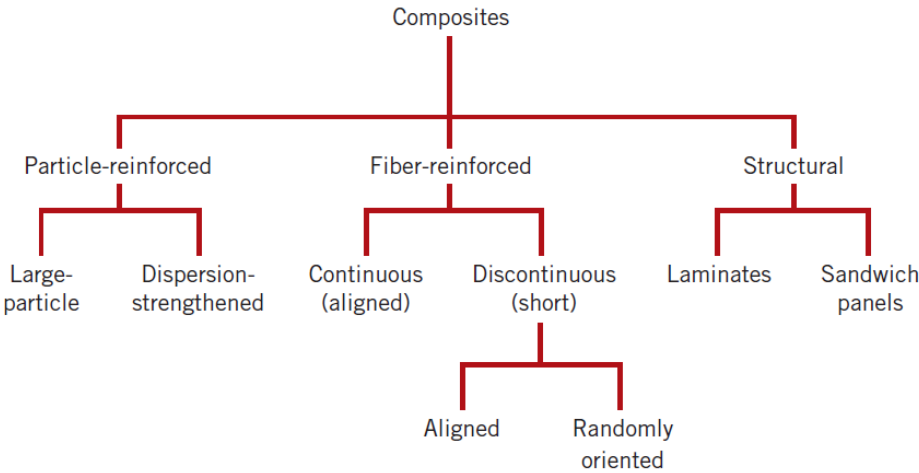 Composites
Particle-reinforced
Fiber-reinforced
Structural
Large-
particle
Dispersion-
strengthened
Continuous
(aligned)
Discontinuous
(short)
Laminates
Sandwich
panels
Aligned
Randomly
oriented